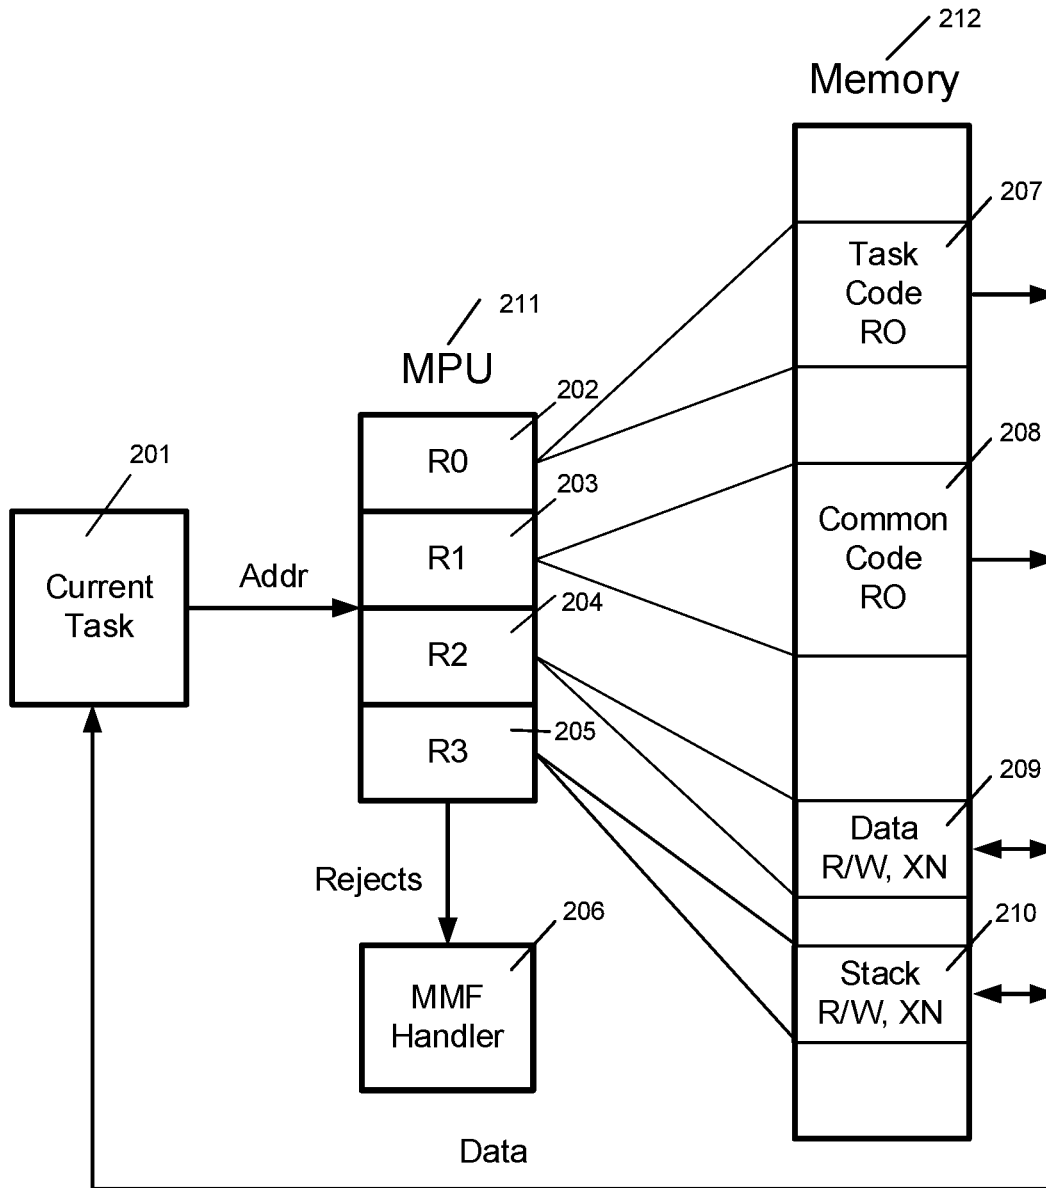 212
Memory
207
Task
Code
RO
211
MPU
202
R0
208
201
203
Common
Code
RO
R1
Current
Task
Addr
204
R2
205
R3
209
Data
R/W, XN
Rejects
206
210
MMF
Handler
Stack
R/W, XN
Data